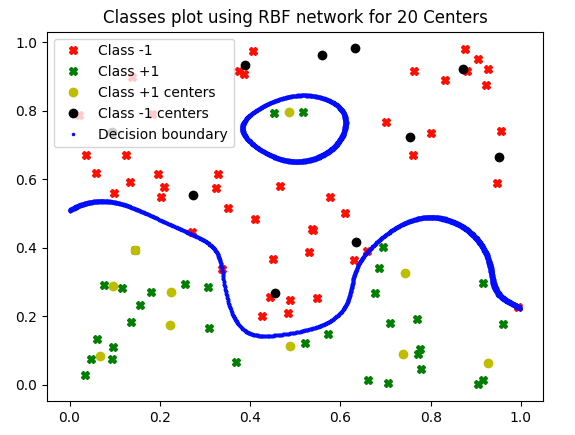 Classes plot using RBF network for 20 Centers
Class -1
Class +1
Class +1 centers
Class -1 centers
Decision boundary
1.0
0.8
0.6
0.4
0.2
0.0
0.0 0.2 0.4 0.6 0.8 1.0